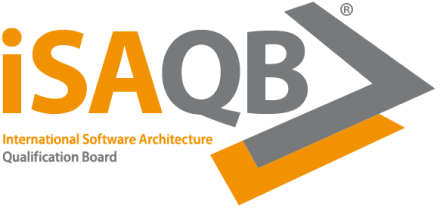 iSAQB®
International Software Architecture
Qualification Board